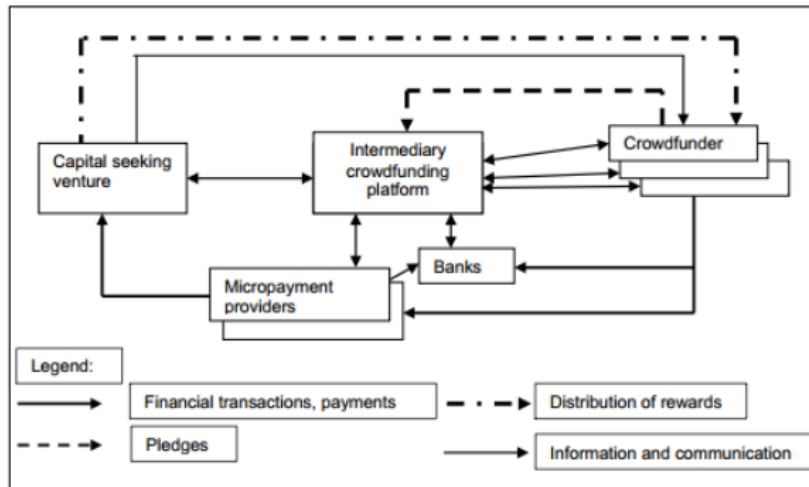 Capital seeking
venture
Intermediary
crowdfunding
platform
Crowdfunder
Micropayment
providers
Banks
Legend:
Financial transactions, payments
Distribution of rewards
Pledges
Information and communication